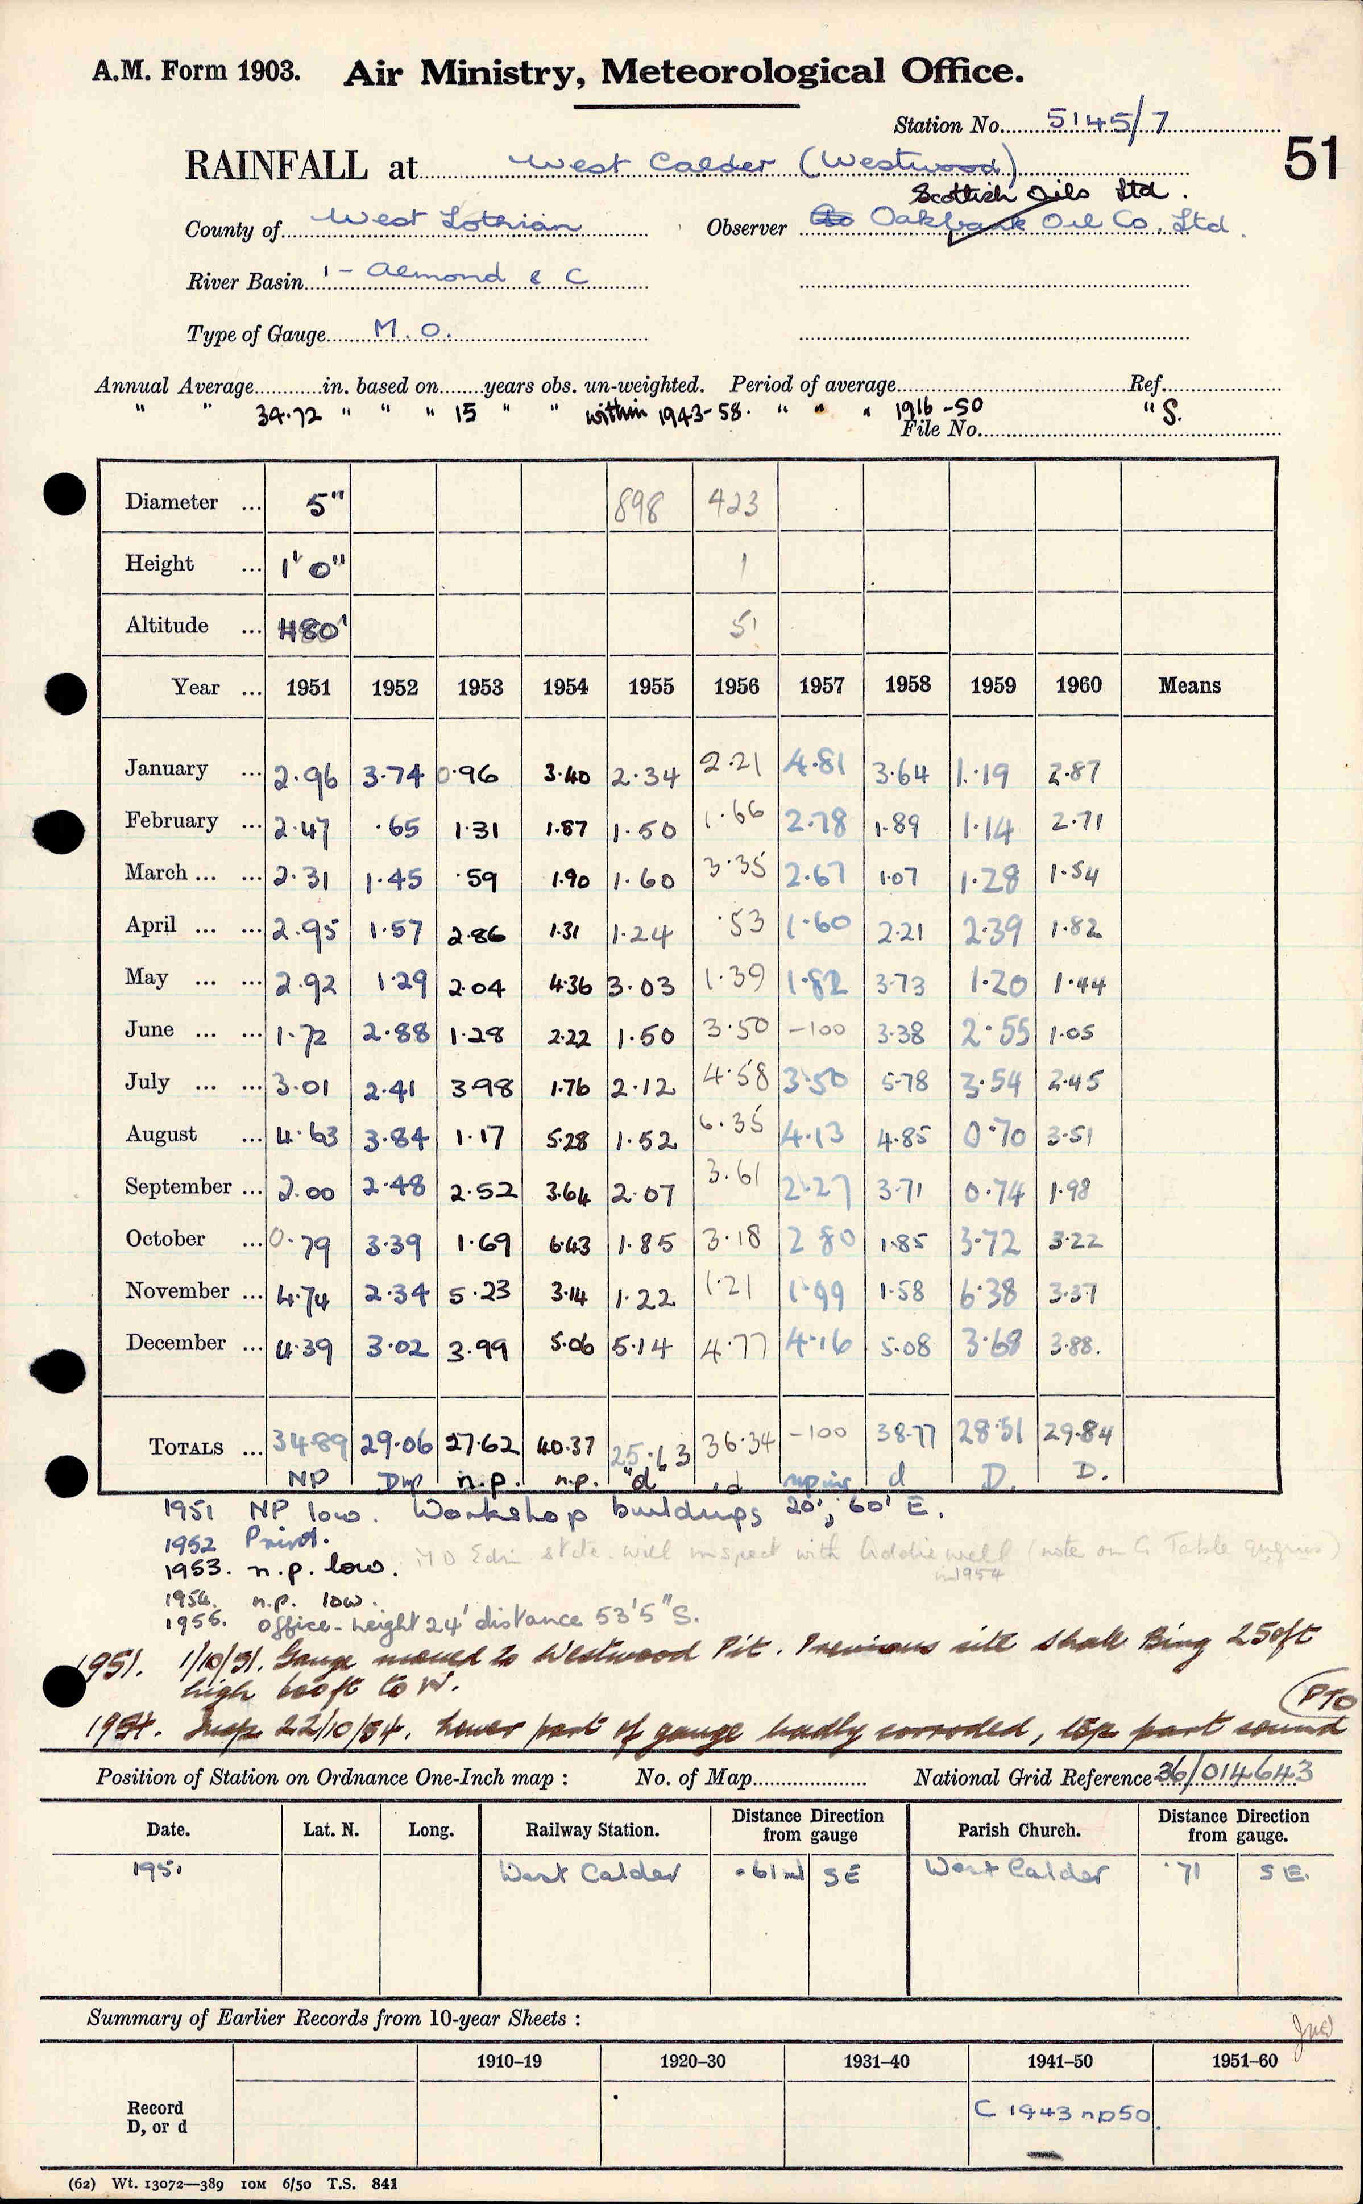 A.M. Form 1903. Air Ministry, Meteorological Office.
Station No. 5145/7
51
RAINFALL at West Calder (Westwood)
Scottish Oils Ltd.
County of West Lothian Observer Oakbank Oil Co. Ltd.
River Basin 1 - Almond & C
Type of Gauge M.O.
Annual Average in. based on years obs. un-weighted. Period of average Ref.
" " 34.72 " " " 15 " " within 1943-58. " " " 1916-50 "S.
File No.
Diameter ... 5" 898 423
Height ... 1' 0" 1
Altitude ... 480' 51
Year ... 1951 1952 1953 1954 1955 1956 1957 1958 1959 1960 Means
January ... 2.96 3.74 0.96 3.40 2.34 2.21 4.81 3.64 1.19 2.87
February ... 2.47 .65 1.31 1.87 1.50 1.66 2.78 1.89 1.14 2.71
March ... ... 2.31 1.45 .59 1.90 1.60 3.35 2.67 1.07 1.28 1.54
April ... ... 2.95 1.57 2.86 1.31 1.24 .53 1.60 2.21 2.39 1.82
May ... ... 2.92 1.29 2.04 4.36 3.03 1.39 1.82 3.73 1.20 1.44
June ... ... 1.72 2.88 1.28 2.22 1.50 3.50 -100 3.38 2.55 1.05
July ... ... 3.01 2.41 3.98 1.76 2.12 4.58 3.50 5.78 3.54 2.45
August ... 4.63 3.84 1.17 5.28 1.52 6.35 4.13 4.85 0.70 3.51
September ... 2.00 2.48 2.52 3.64 2.07 3.61 2.27 3.71 0.74 1.98
October ... 0.79 3.39 1.69 6.43 1.85 3.18 2.80 1.85 3.72 3.22
November ... 4.74 2.34 5.23 3.14 1.22 1.21 1.99 1.58 6.38 3.37
December ... 4.39 3.02 3.99 5.06 5.14 4.77 4.16 5.08 3.68 3.88.
TOTALS ... 34.89 29.06 27.62 40.37 25.13 36.34 -100 38.77 28.51 29.84
NP n.p. n.p. "d" d d D. D.
1951 NP low. Workshop buildings 20', 60' E.
1952 Print.
1953. n.p. low. M O Edin state will inspect with Addiewell (note on G Table
in 1954
1954. n.p. low.
1955. Office - height 24' distance 53'5" S.
1951. 1/10/51. Gauge moved to Westwood Pit. Previous site Shale Bing 250ft
high 600ft to W.
PTO
1954. Insp 22/10/54. Lower part of gauge badly corroded, top part sound
Position of Station on Ordnance One-Inch map : No. of Map National Grid Reference 36/014643
Date. Lat. N. Long. Railway Station. Distance Direction from gauge Parish Church. Distance Direction from gauge.
1951 West Calder .61ml SE West Calder .71 SE.
Summary of Earlier Records from 10-year Sheets :
1910–19 1920–30 1931–40 1941–50 1951–60
Record
D, or d C 1943 np50.
(62) Wt. 13072—389 10M 6/50 T.S. 841